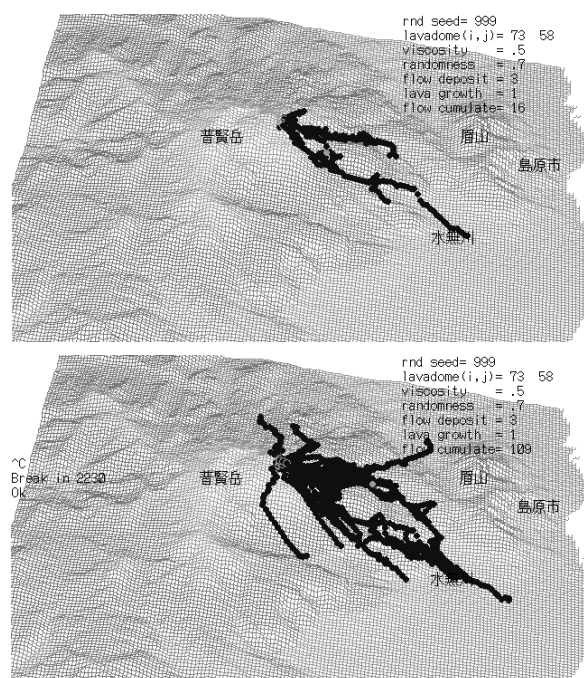 rnd seed= 999
lavadome(i,j)= 73 58
viscosity = .5
randomness = .7
flow deposit = 3
lava growth = 1
flow cumulate= 16
普賢岳
眉山
島原市
水無川
rnd seed= 999
lavadome(i,j)= 73 58
viscosity = .5
randomness = .7
flow deposit = 3
lava growth = 1
flow cumulate= 109
^C
Break in 2230
Ok
普賢岳
眉山
島原市
水